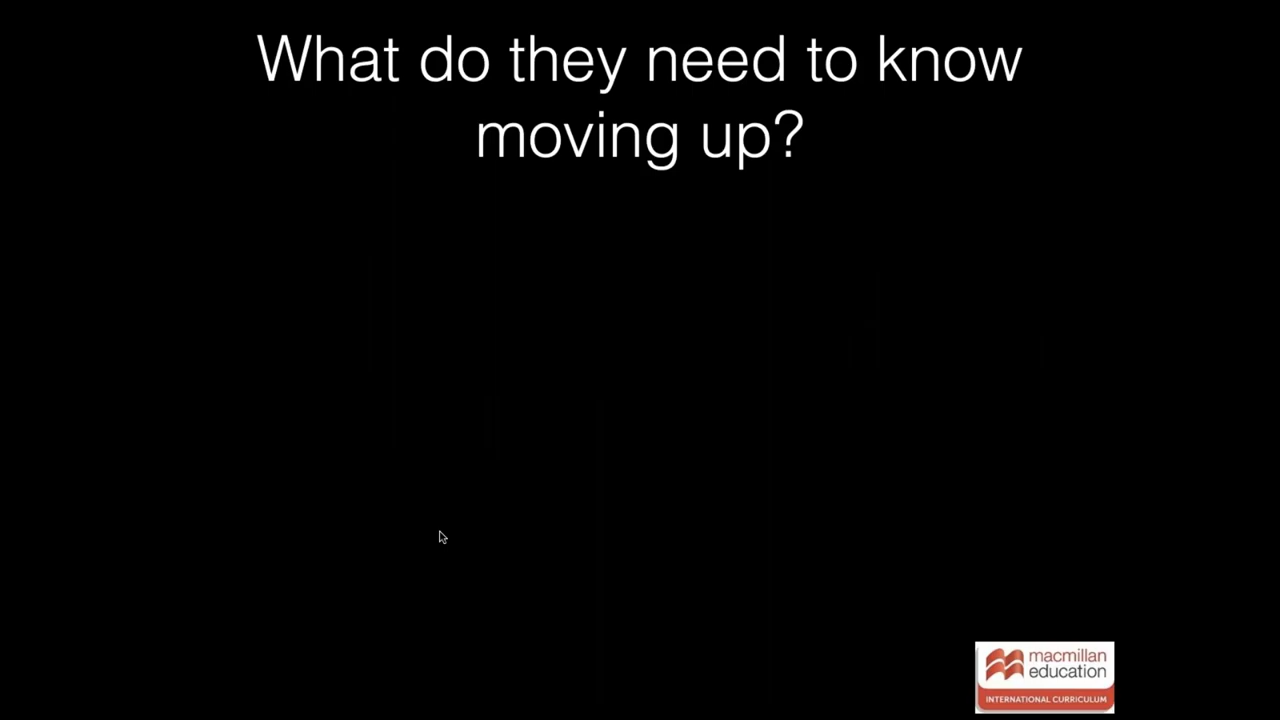 What do they need to know
moving up?
macmillan
education
INTERNATIONAL CURRICULUM